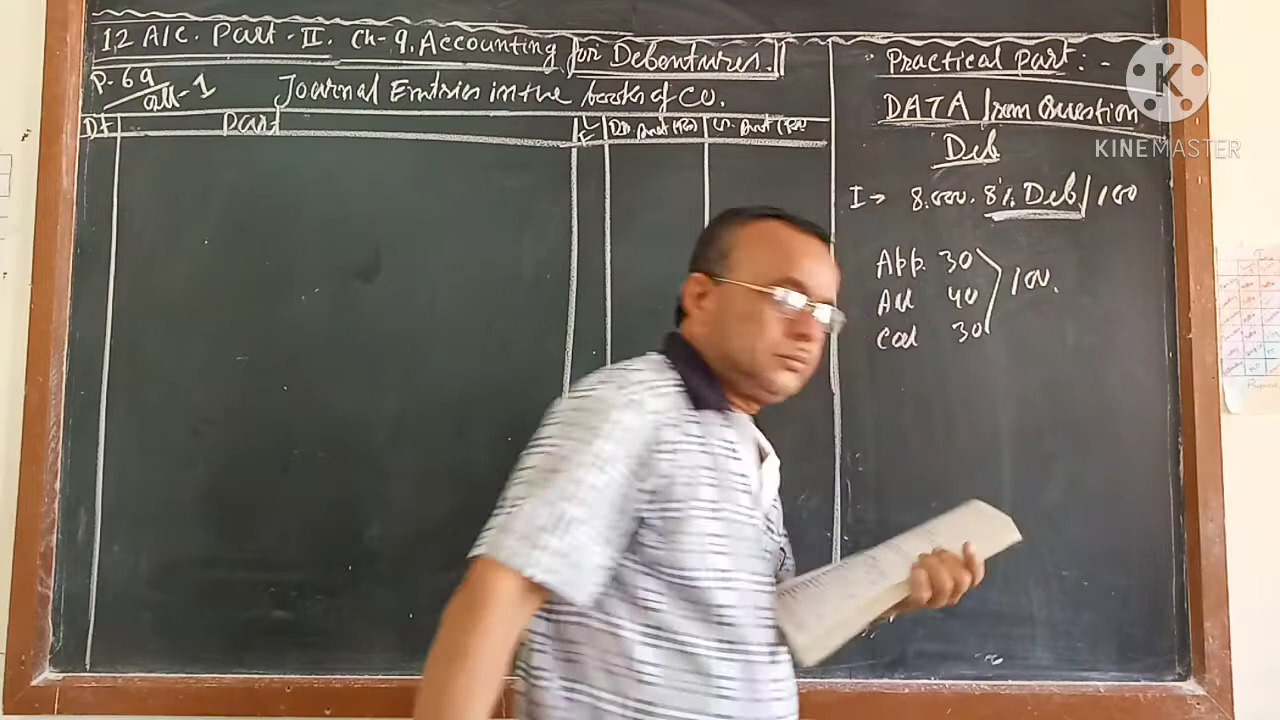 12 A/C. Part-II. Ch-9. Accounting for Debentures.
P-69
Journal Entries in the books of Co.
Dt Part LF Dr. Amt (Rs) Cr. Amt (Rs)
Practical Part:-
DATA from Question
Deb
I → 8.000. 8% Deb/100
App. 30
All 40 100.
Call 30
K
KINEMASTER